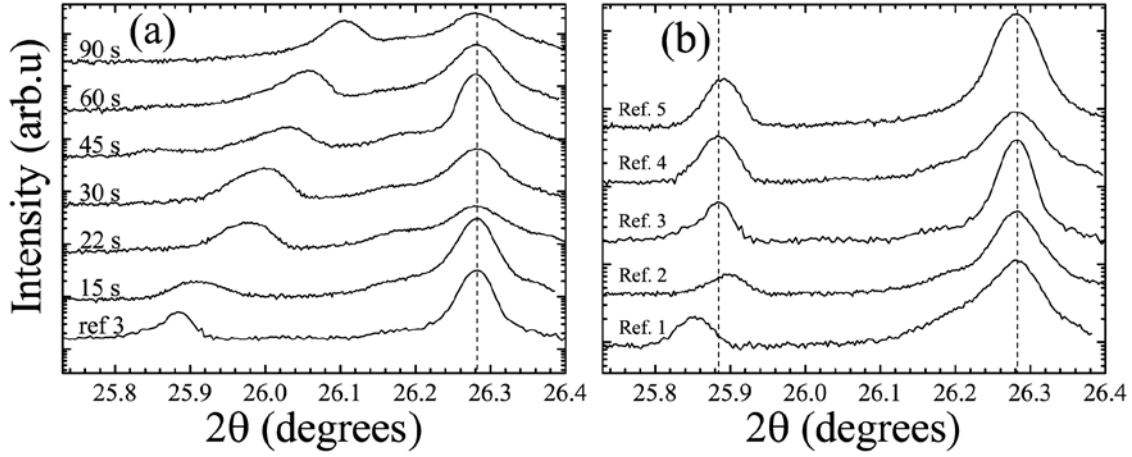 Intensity (arb.u)
(a)
90 s
60 s
45 s
30 s
22 s
15 s
ref 3
25.8 25.9 26.0 26.1 26.2 26.3 26.4
2θ (degrees)
(b)
Ref. 5
Ref. 4
Ref. 3
Ref. 2
Ref. 1
25.8 25.9 26.0 26.1 26.2 26.3 26.4
2θ (degrees)